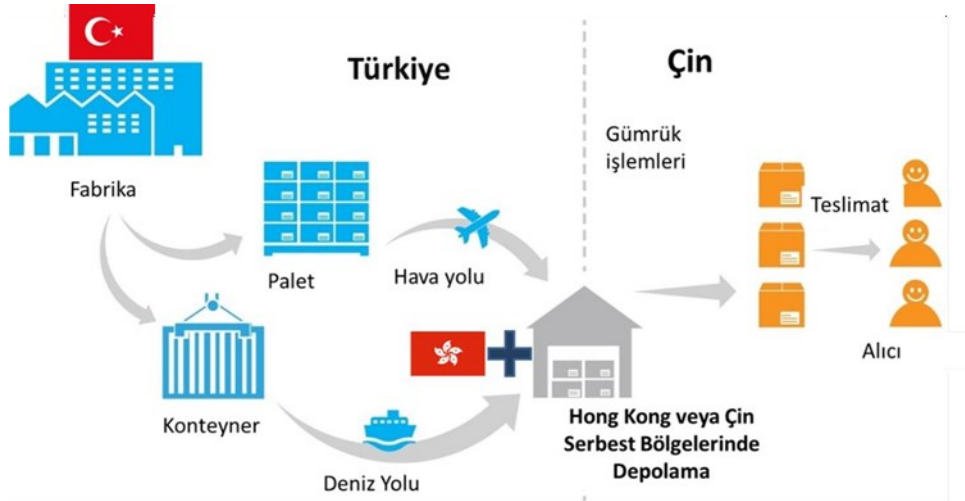 Türkiye
Çin
Gümrük
işlemleri
Fabrika
Teslimat
Palet
Hava yolu
Alıcı
Konteyner
Hong Kong veya Çin
Serbest Bölgelerinde
Depolama
Deniz Yolu